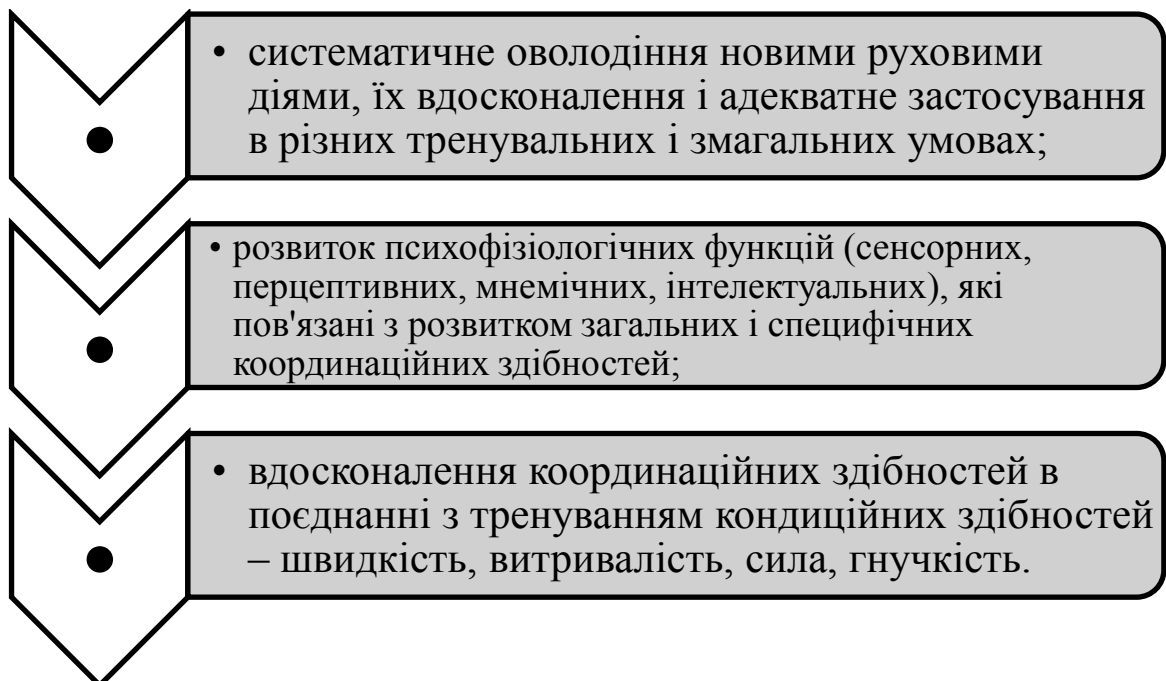 • систематичне оволодіння новими руховими
діями, їх вдосконалення і адекватне застосування
в різних тренувальних і змагальних умовах;
• розвиток психофізіологічних функцій (сенсорних,
перцептивних, мнемічних, інтелектуальних), які
пов'язані з розвитком загальних і специфічних
координаційних здібностей;
• вдосконалення координаційних здібностей в
поєднанні з тренуванням кондиційних здібностей
– швидкість, витривалість, сила, гнучкість.